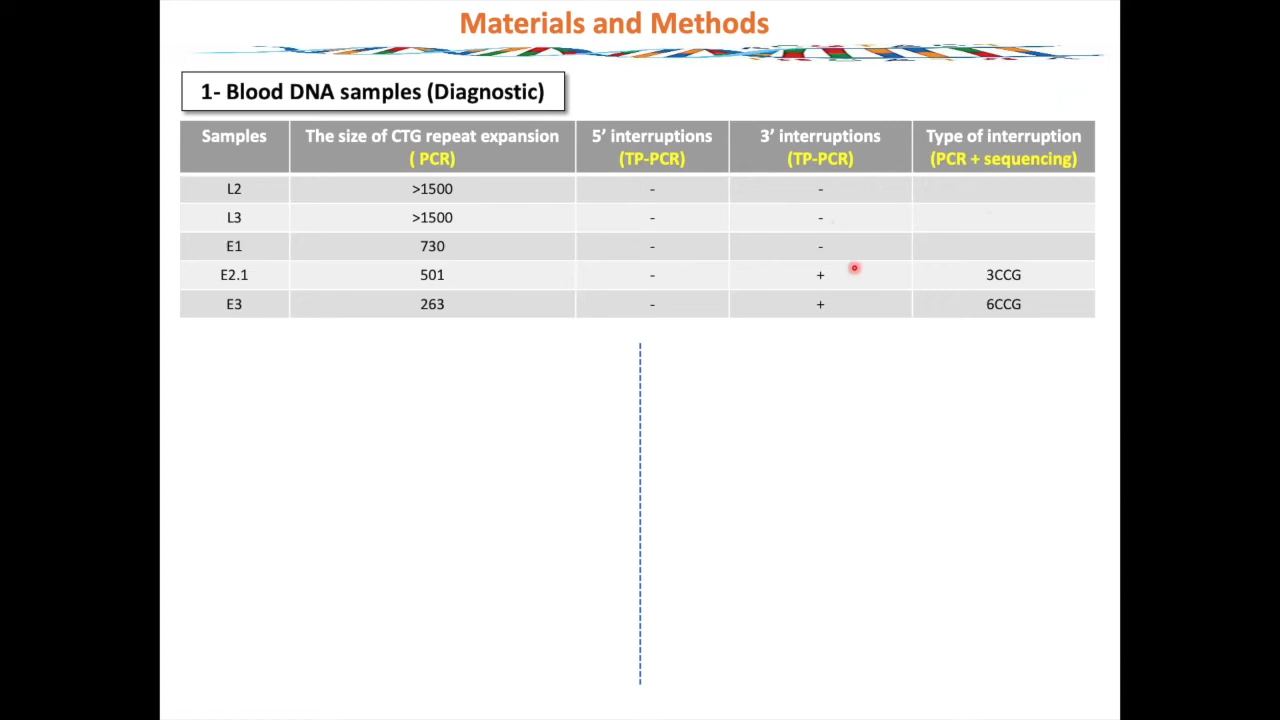 Materials and Methods
1- Blood DNA samples (Diagnostic)
Samples The size of CTG repeat expansion 5’ interruptions 3’ interruptions Type of interruption
( PCR) (TP-PCR) (TP-PCR) (PCR + sequencing)
L2 >1500 - -
L3 >1500 - -
E1 730 - -
E2.1 501 - + 3CCG
E3 263 - + 6CCG